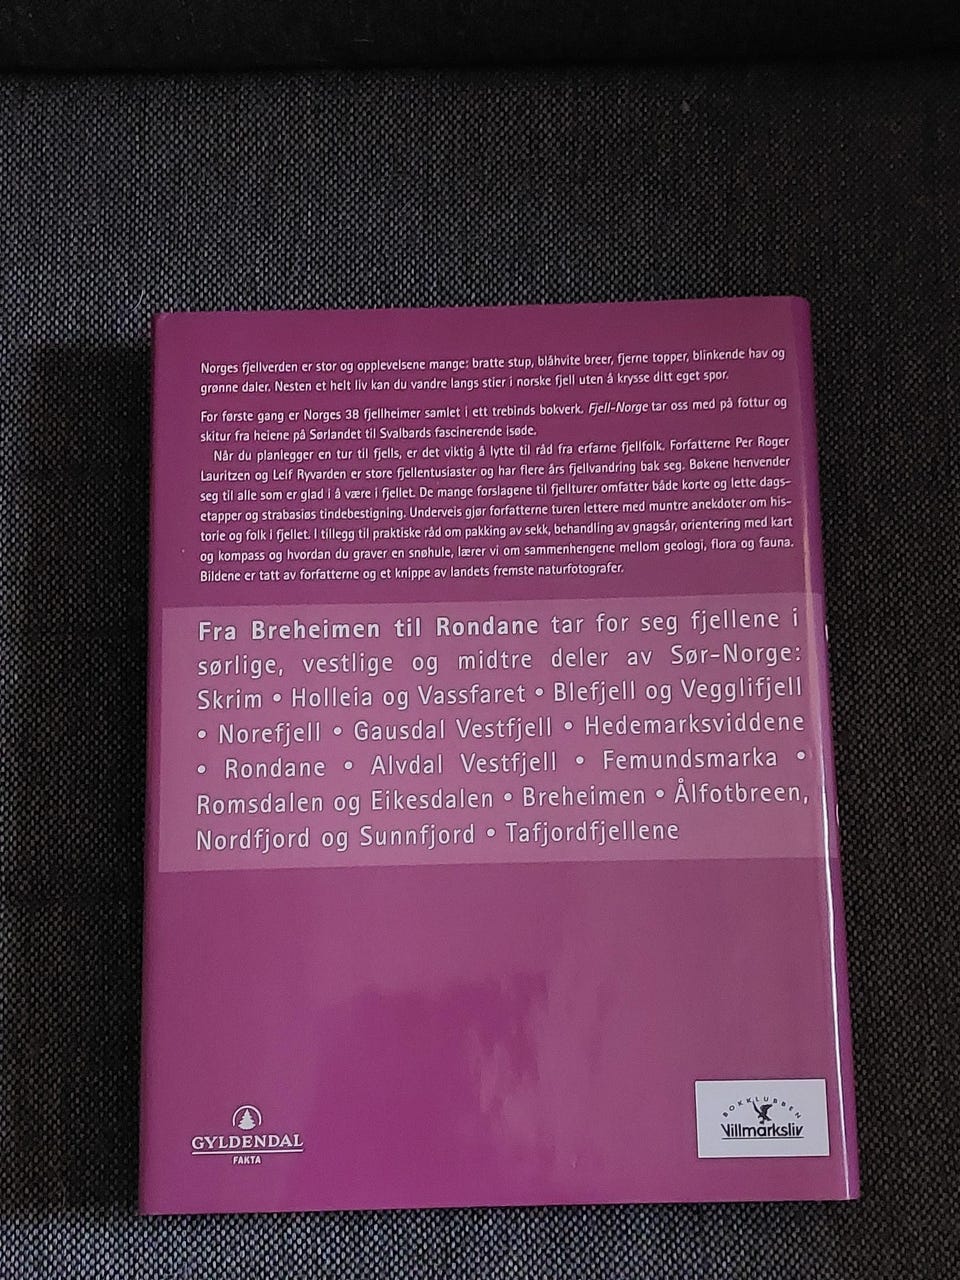 Norges fjellverden er stor og opplevelsene mange: bratte stup, blåhvite breer, fjerne topper, blinkende hav og
grønne daler. Nesten et helt liv kan du vandre langs stier i norske fjell uten å krysse ditt eget spor.
For første gang er Norges 38 fjellheimer samlet i ett trebinds bokverk. Fjell-Norge tar oss med på fottur og
skitur fra heiene på Sørlandet til Svalbards fascinerende isøde.
Når du planlegger en tur til fjells, er det viktig å lytte til råd fra erfarne fjellfolk. Forfatterne Per Roger
Lauritzen og Leif Ryvarden er store fjellentusiaster og har flere års fjellvandring bak seg. Bøkene henvender
seg til alle som er glad i å være i fjellet. De mange forslagene til fjellturer omfatter både korte og lette dags-
etapper og strabasiøs tindebestigning. Underveis gjør forfatterne turen lettere med muntre anekdoter om his-
torie og folk i fjellet. I tillegg til praktiske råd om pakking av sekk, behandling av gnagsår, orientering med kart
og kompass og hvordan du graver en snøhule, lærer vi om sammenhengene mellom geologi, flora og fauna.
Bildene er tatt av forfatterne og et knippe av landets fremste naturfotografer.
Fra Breheimen til Rondane tar for seg fjellene i
sørlige, vestlige og midtre deler av Sør-Norge:
Skrim • Holleia og Vassfaret • Blefjell og Vegglifjell
• Norefjell • Gausdal Vestfjell • Hedemarksviddene
• Rondane • Alvdal Vestfjell • Femundsmarka •
Romsdalen og Eikesdalen • Breheimen • Ålfotbreen,
Nordfjord og Sunnfjord • Tafjordfjellene
GYLDENDAL
FAKTA
BOKKLUBBEN
Villmarksliv